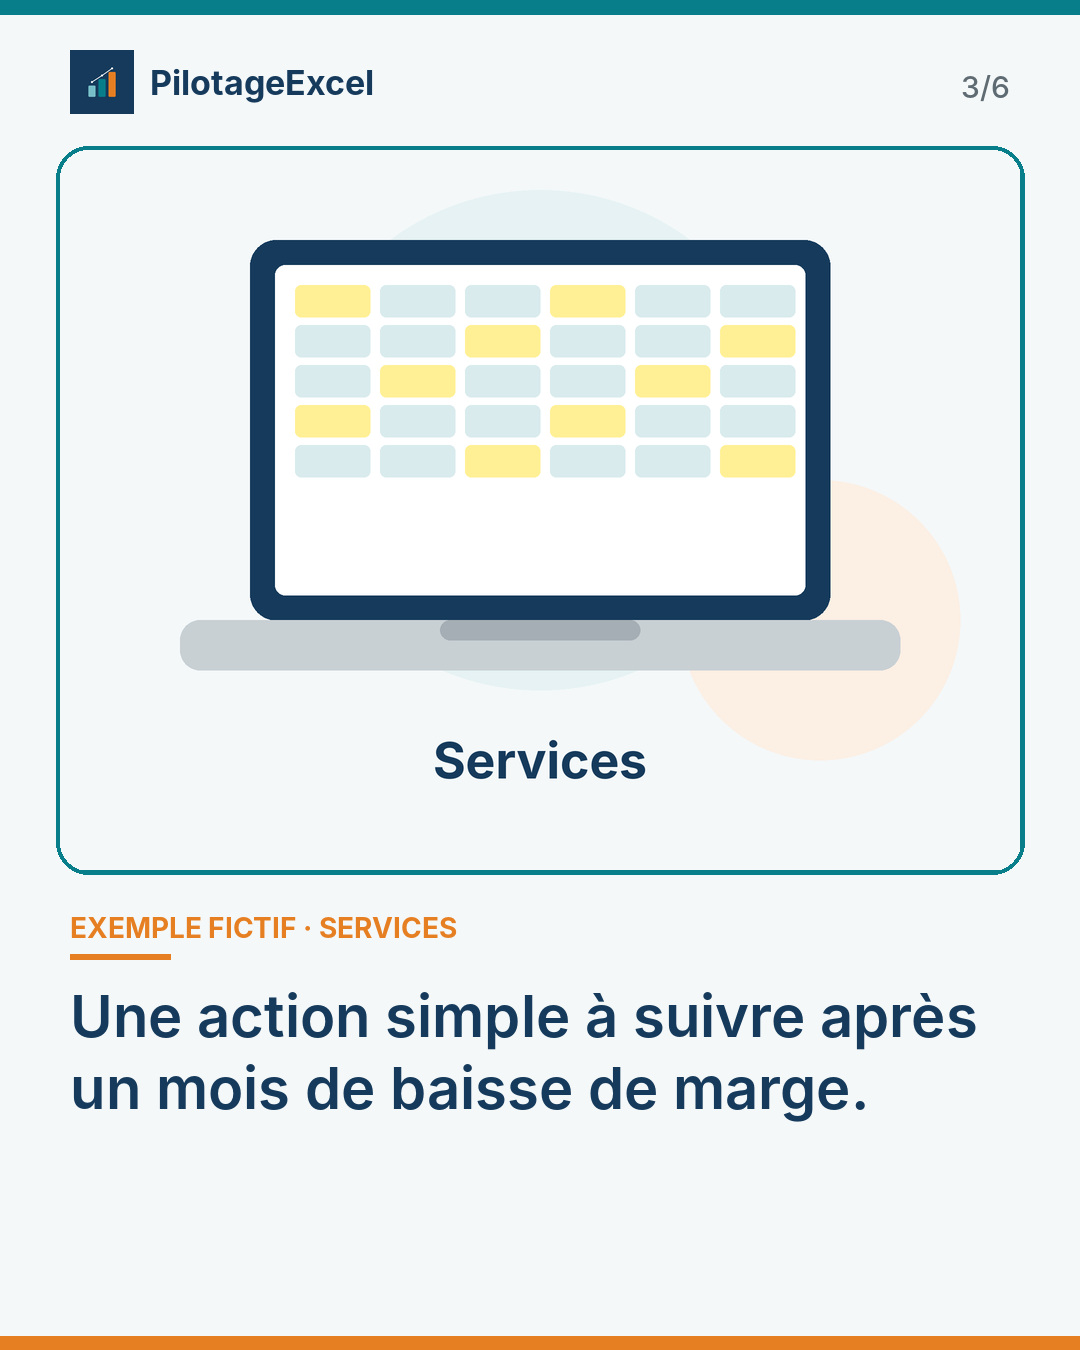 PilotageExcel
3/6
Services
EXEMPLE FICTIF · SERVICES
Une action simple à suivre après
un mois de baisse de marge.